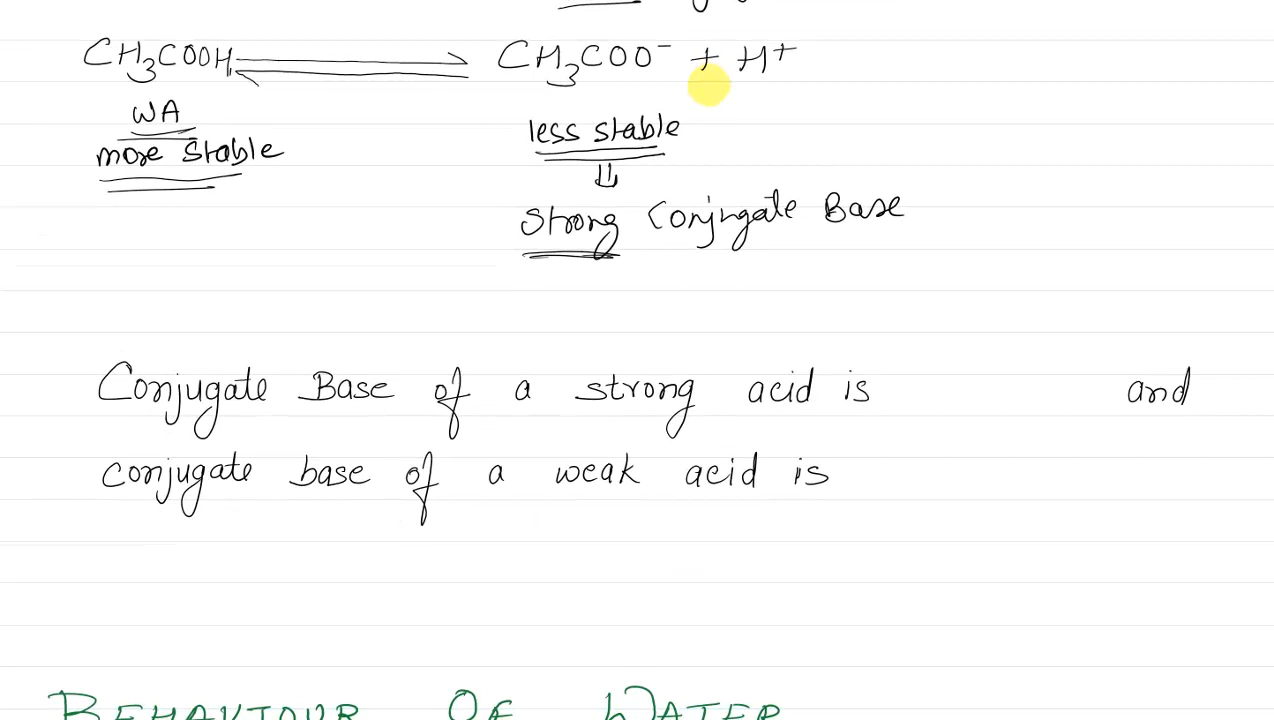 CH₃COOH ⇌ CH₃COO⁻ + H⁺
WA
more stable
less stable
⇓
strong Conjugate Base
Conjugate Base of a strong acid is and
conjugate base of a weak acid is
BEHAVIOUR OF WATER